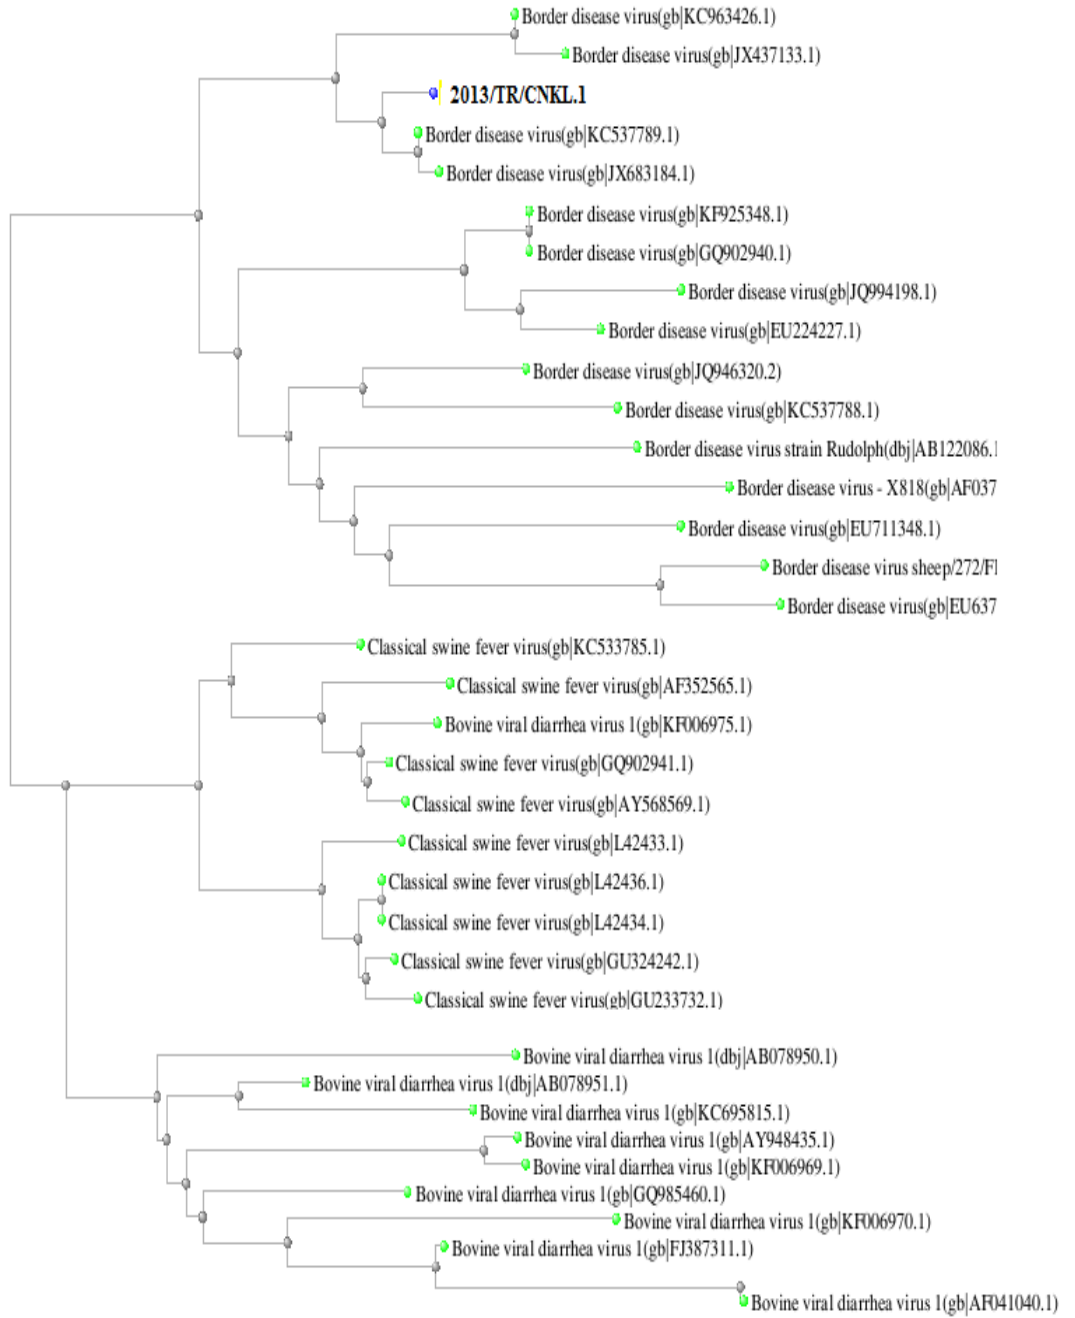 Border disease virus(gb|KC963426.1)
Border disease virus(gb|JX437133.1)
2013/TR/CNKL.1
Border disease virus(gb|KC537789.1)
Border disease virus(gb|JX683184.1)
Border disease virus(gb|KF925348.1)
Border disease virus(gb|GQ902940.1)
Border disease virus(gb|JQ994198.1)
Border disease virus(gb|EU224227.1)
Border disease virus(gb|JQ946320.2)
Border disease virus(gb|KC537788.1)
Border disease virus strain Rudolph(dbj|AB122086.1
Border disease virus - X818(gb|AF037
Border disease virus(gb|EU711348.1)
Border disease virus sheep/272/F
Border disease virus(gb|EU637
Classical swine fever virus(gb|KC533785.1)
Classical swine fever virus(gb|AF352565.1)
Bovine viral diarrhea virus 1(gb|KF006975.1)
Classical swine fever virus(gb|GQ902941.1)
Classical swine fever virus(gb|AY568569.1)
Classical swine fever virus(gb|L42433.1)
Classical swine fever virus(gb|L42436.1)
Classical swine fever virus(gb|L42434.1)
Classical swine fever virus(gb|GU324242.1)
Classical swine fever virus(gb|GU233732.1)
Bovine viral diarrhea virus 1(dbj|AB078950.1)
Bovine viral diarrhea virus 1(dbj|AB078951.1)
Bovine viral diarrhea virus 1(gb|KC695815.1)
Bovine viral diarrhea virus 1(gb|AY948435.1)
Bovine viral diarrhea virus 1(gb|KF006969.1)
Bovine viral diarrhea virus 1(gb|GQ985460.1)
Bovine viral diarrhea virus 1(gb|KF006970.1)
Bovine viral diarrhea virus 1(gb|FJ387311.1)
Bovine viral diarrhea virus 1(gb|AF041040.1)